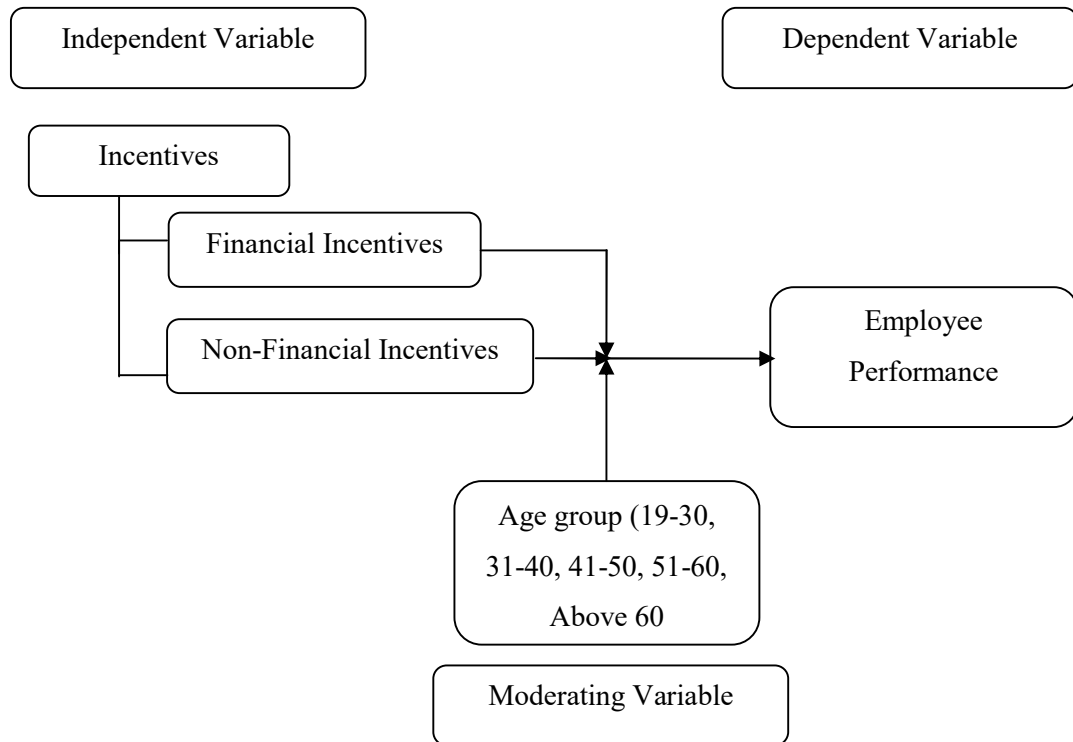 Independent Variable
Dependent Variable
Incentives
Financial Incentives
Non-Financial Incentives
Employee
Performance
Age group (19-30,
31-40, 41-50, 51-60,
Above 60
Moderating Variable